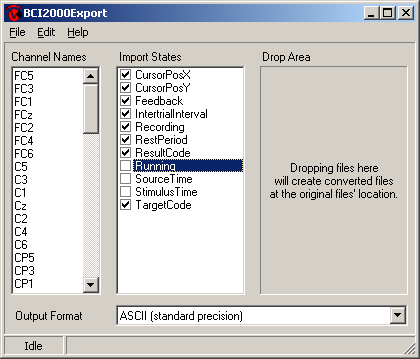 BCI2000Export
File Edit Help
Channel Names
FC5
FC3
FC1
FCz
FC2
FC4
FC6
C5
C3
C1
Cz
C2
C4
C6
CP5
CP3
CP1
Import States
CursorPosX
CursorPosY
Feedback
IntertrialInterval
Recording
RestPeriod
ResultCode
Running
SourceTime
StimulusTime
TargetCode
Drop Area
Dropping files here
will create converted files
at the original files' location.
Output Format
ASCII (standard precision)
Idle